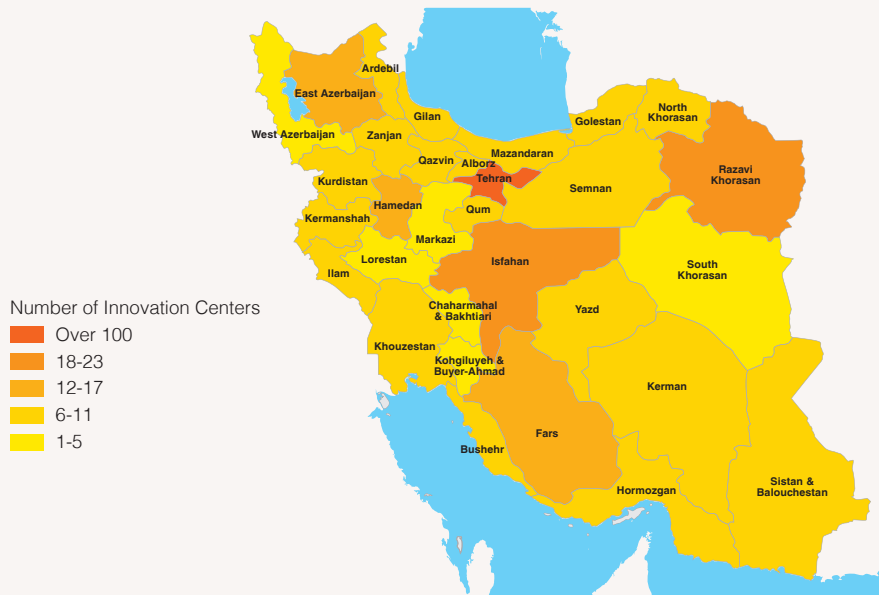 Ardebil
East Azerbaijan
West Azerbaijan
Gilan
Zanjan
Golestan
North
Khorasan
Mazandaran
Qazvin
Alborz
Tehran
Razavi
Khorasan
Kurdistan
Semnan
Hamedan
Qum
Kermanshah
Markazi
Lorestan
Isfahan
South
Khorasan
Ilam
Number of Innovation Centers
Over 100
18-23
12-17
6-11
1-5
Chaharmahal
& Bakhtiari
Yazd
Khouzestan
Kohgiluyeh &
Buyer-Ahmad
Kerman
Fars
Bushehr
Hormozgan
Sistan &
Balouchestan